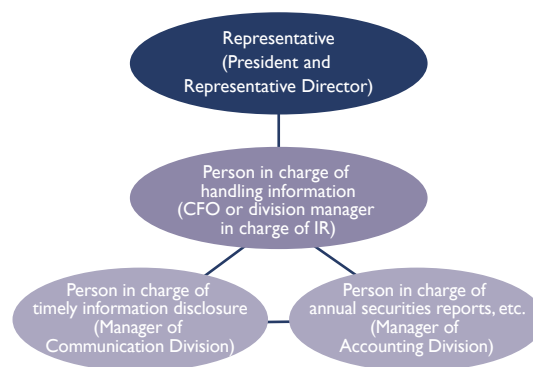 Representative
(President and
Representative Director)
Person in charge of
handling information
(CFO or division manager
in charge of IR)
Person in charge of
timely information disclosure
(Manager of
Communication Division)
Person in charge of
annual securities reports, etc.
(Manager of
Accounting Division)